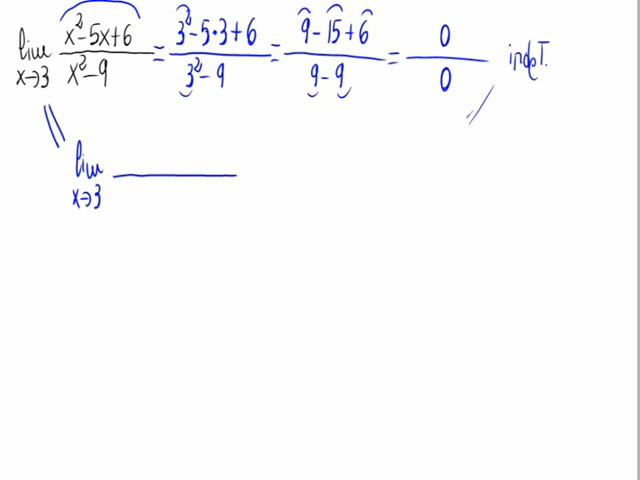 lim x→3 (x²-5x+6)/(x²-9) = (3²-5·3+6)/(3²-9) = (9-15+6)/(9-9) = 0/0 indeT.
lim x→3